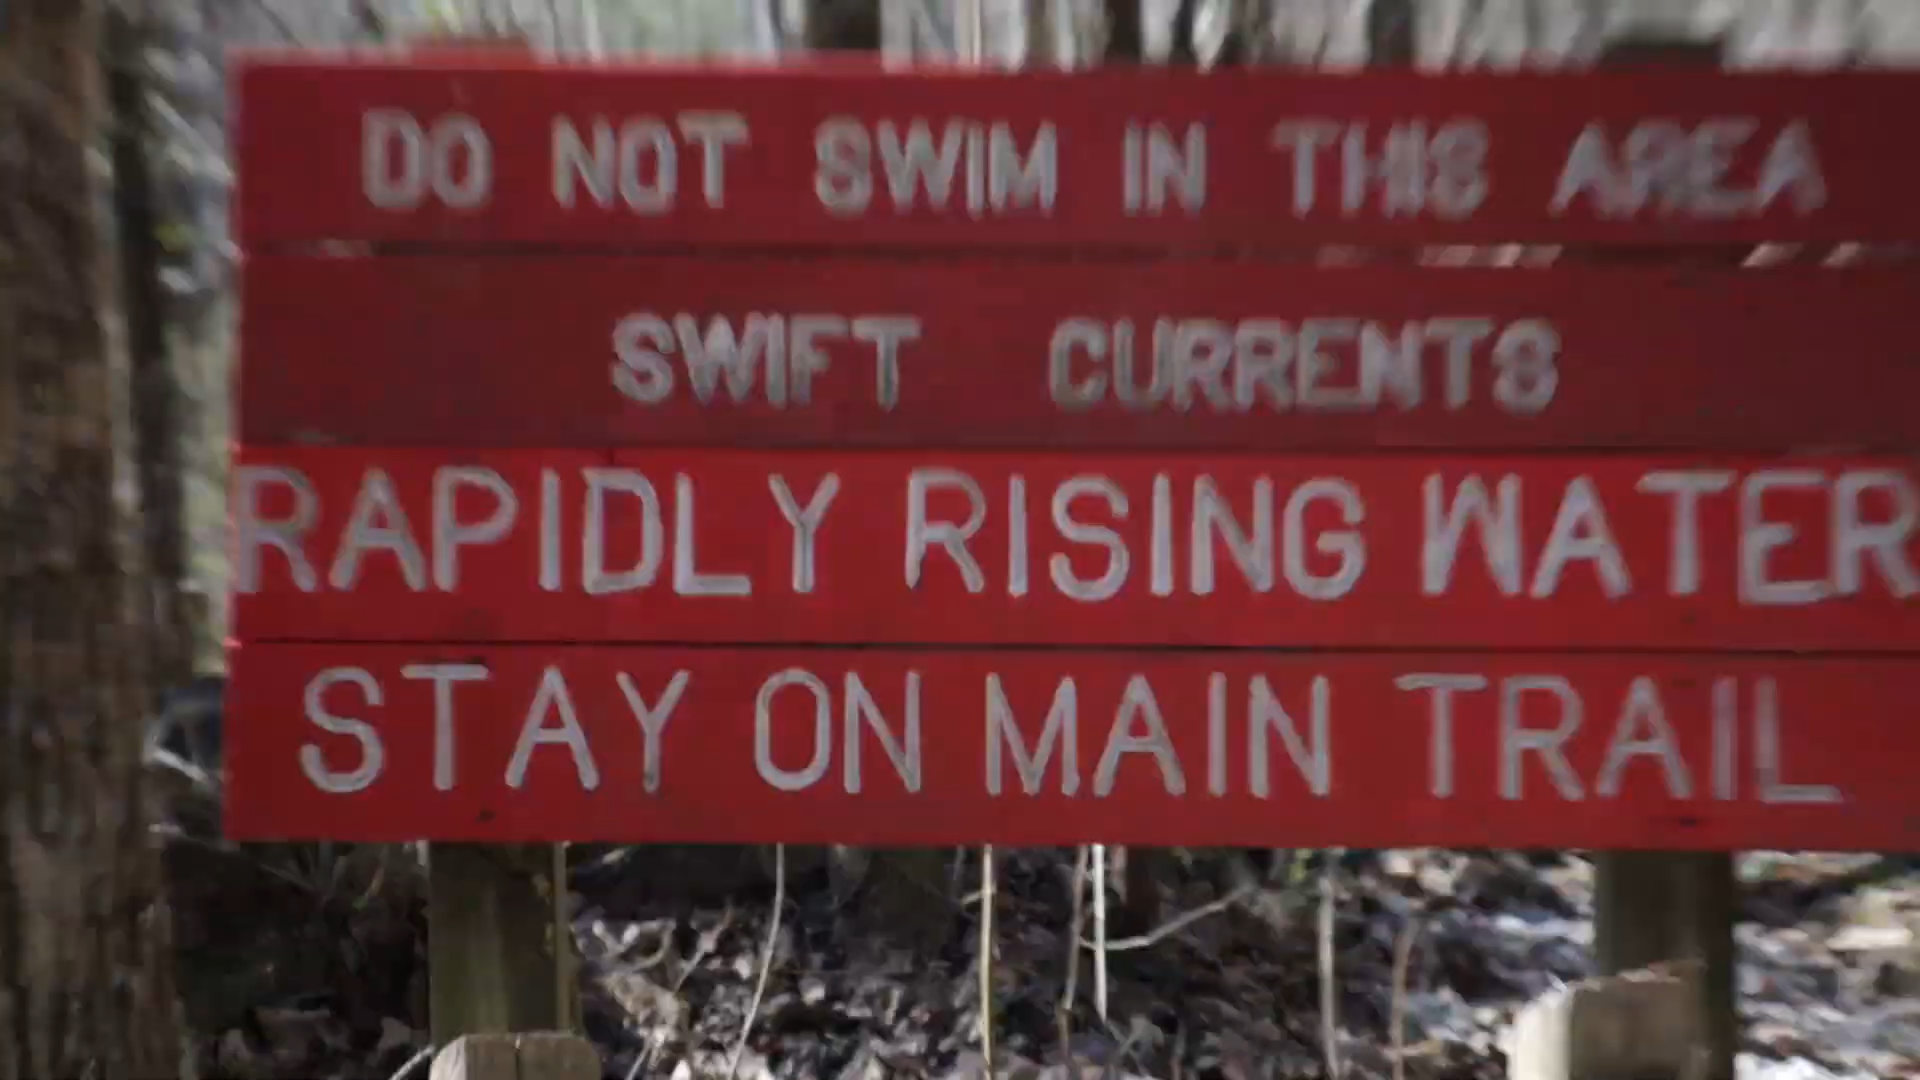 DO NOT SWIM IN THIS AREA
SWIFT CURRENTS
RAPIDLY RISING WATER
STAY ON MAIN TRAIL